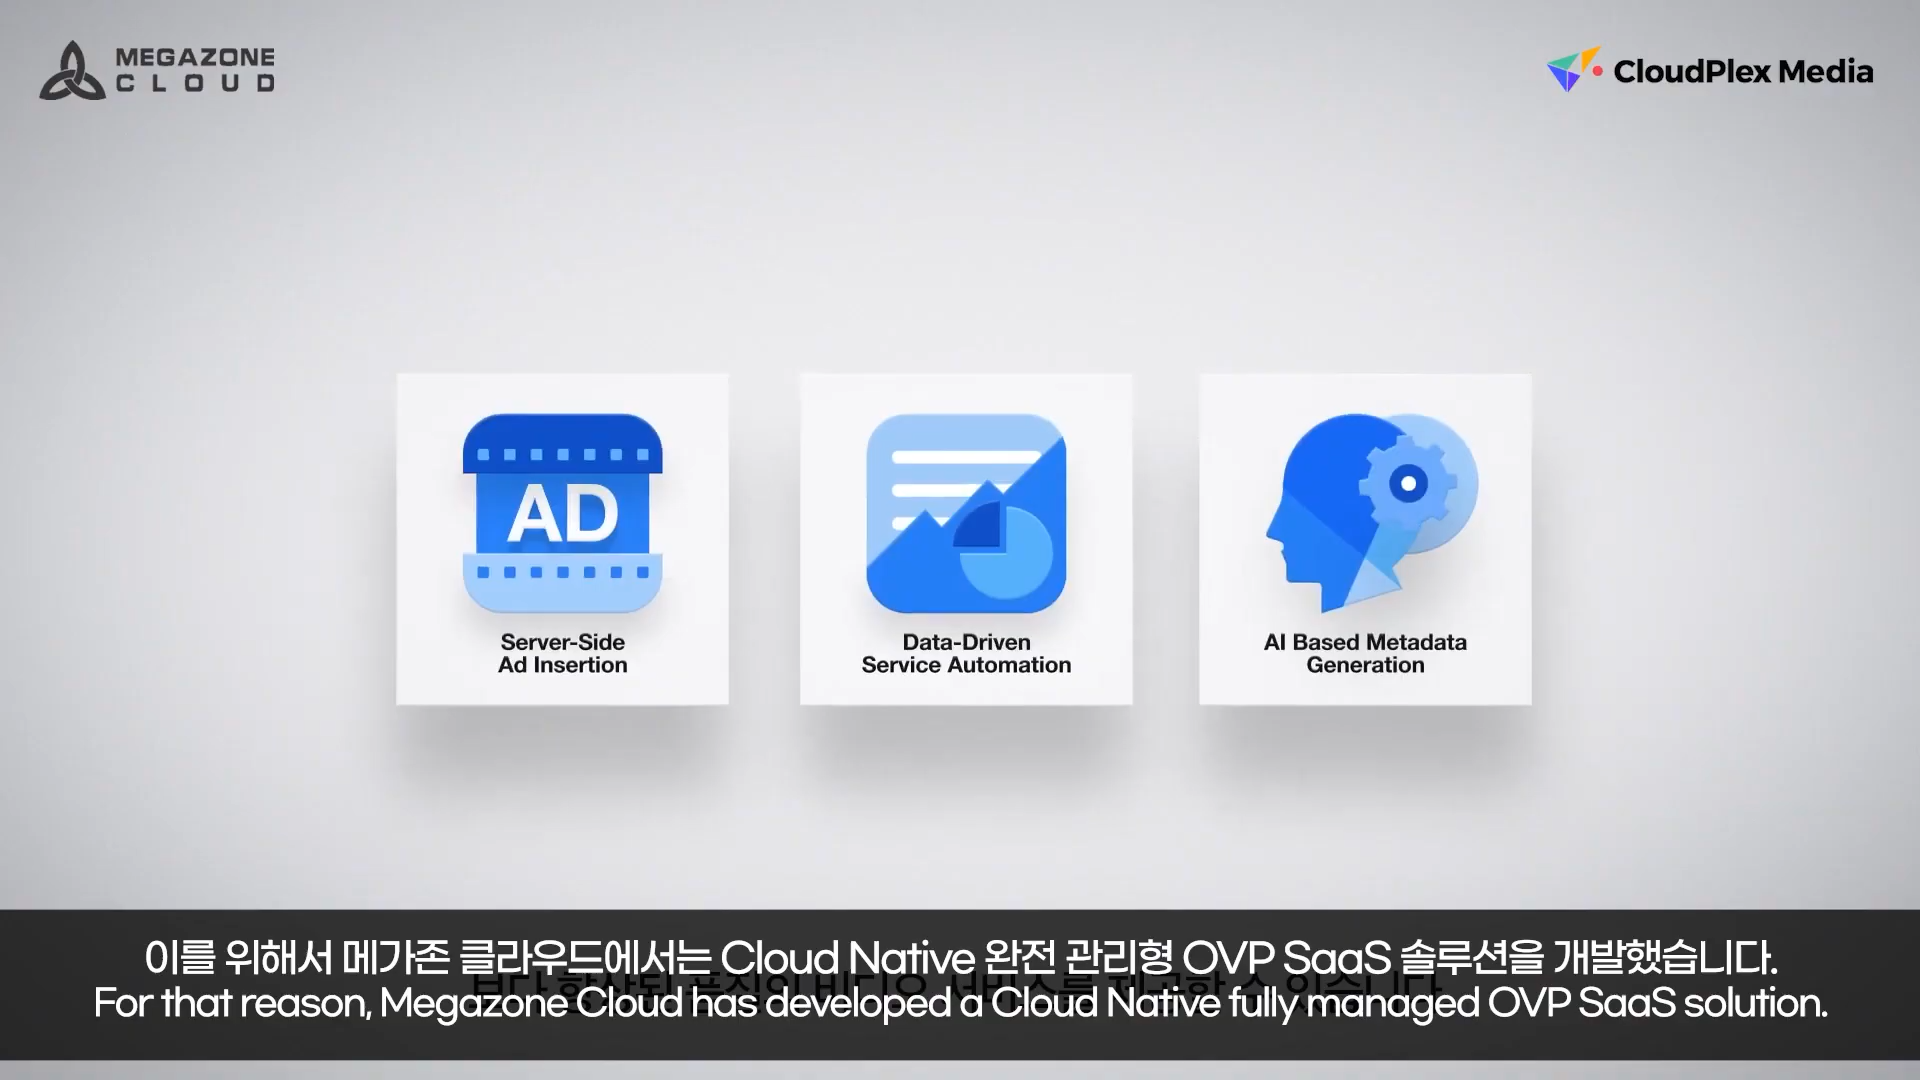 MEGAZONE
CLOUD
CloudPlex Media
AD
Server-Side
Ad Insertion
Data-Driven
Service Automation
AI Based Metadata
Generation
이를 위해서 메가존 클라우드에서는 Cloud Native 완전 관리형 OVP SaaS 솔루션을 개발했습니다.
For that reason, Megazone Cloud has developed a Cloud Native fully managed OVP SaaS solution.